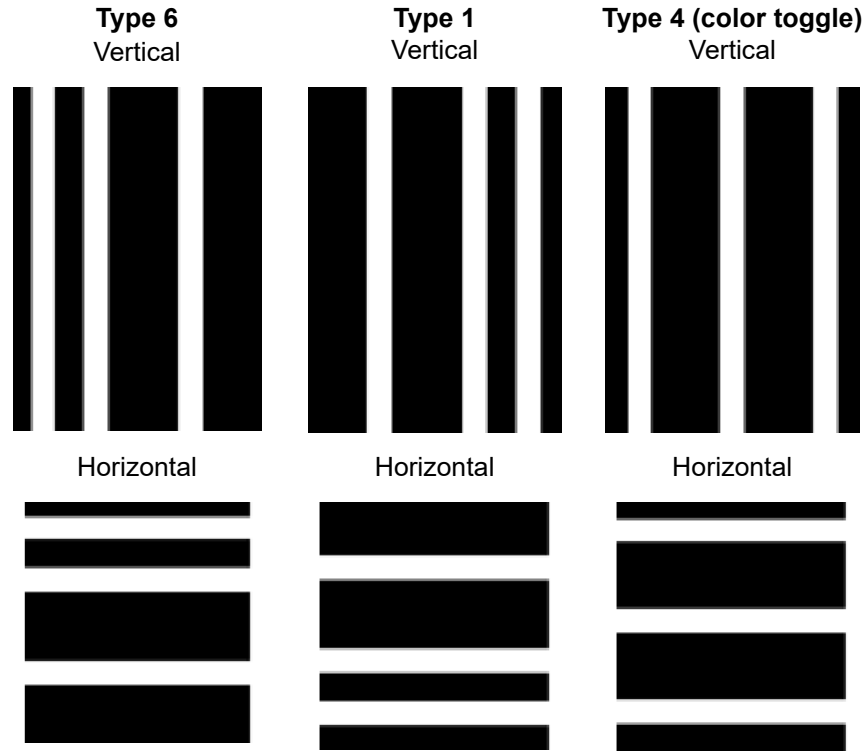 Type 6
Vertical
Type 1
Vertical
Type 4 (color toggle)
Vertical
Horizontal
Horizontal
Horizontal